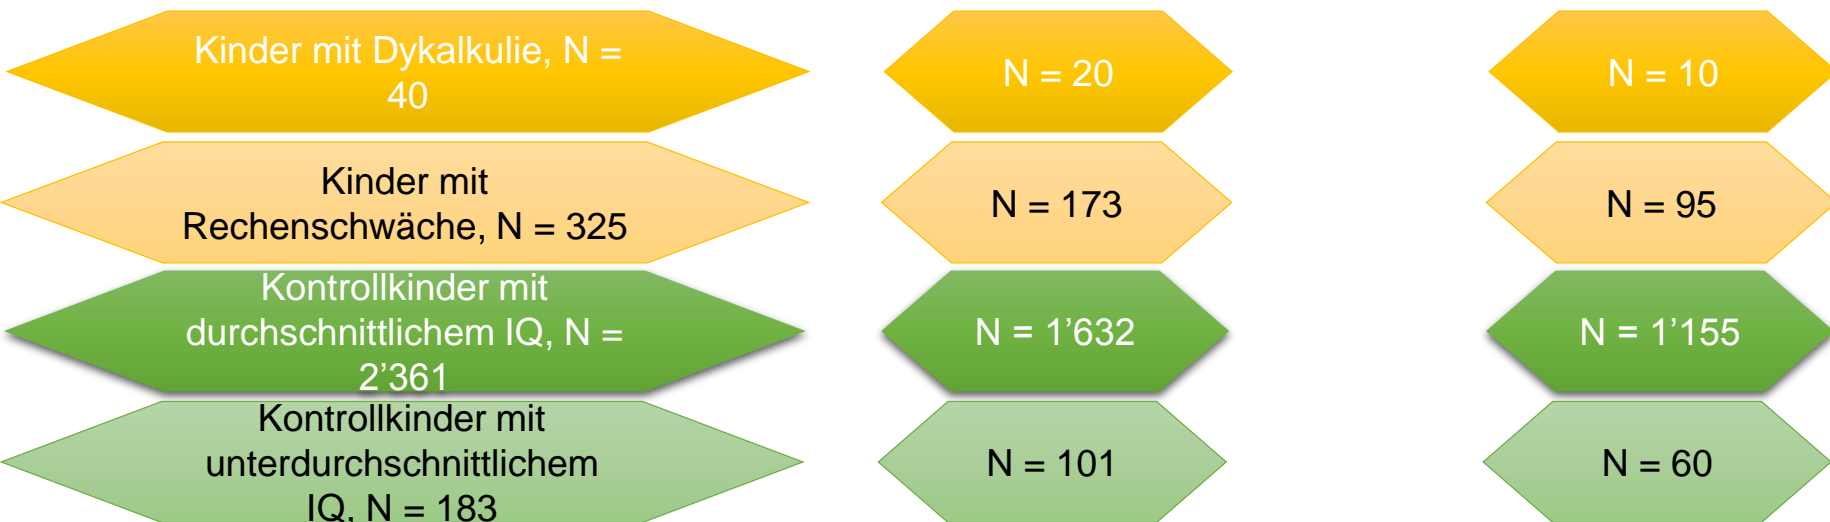 Kinder mit Dykalkulie, N =
40
N = 20
N = 10
Kinder mit
Rechenschwäche, N = 325
N = 173
N = 95
Kontrollkinder mit
durchschnittlichem IQ, N =
2’361
N = 1’632
N = 1’155
Kontrollkinder mit
unterdurchschnittlichem
IQ, N = 183
N = 101
N = 60